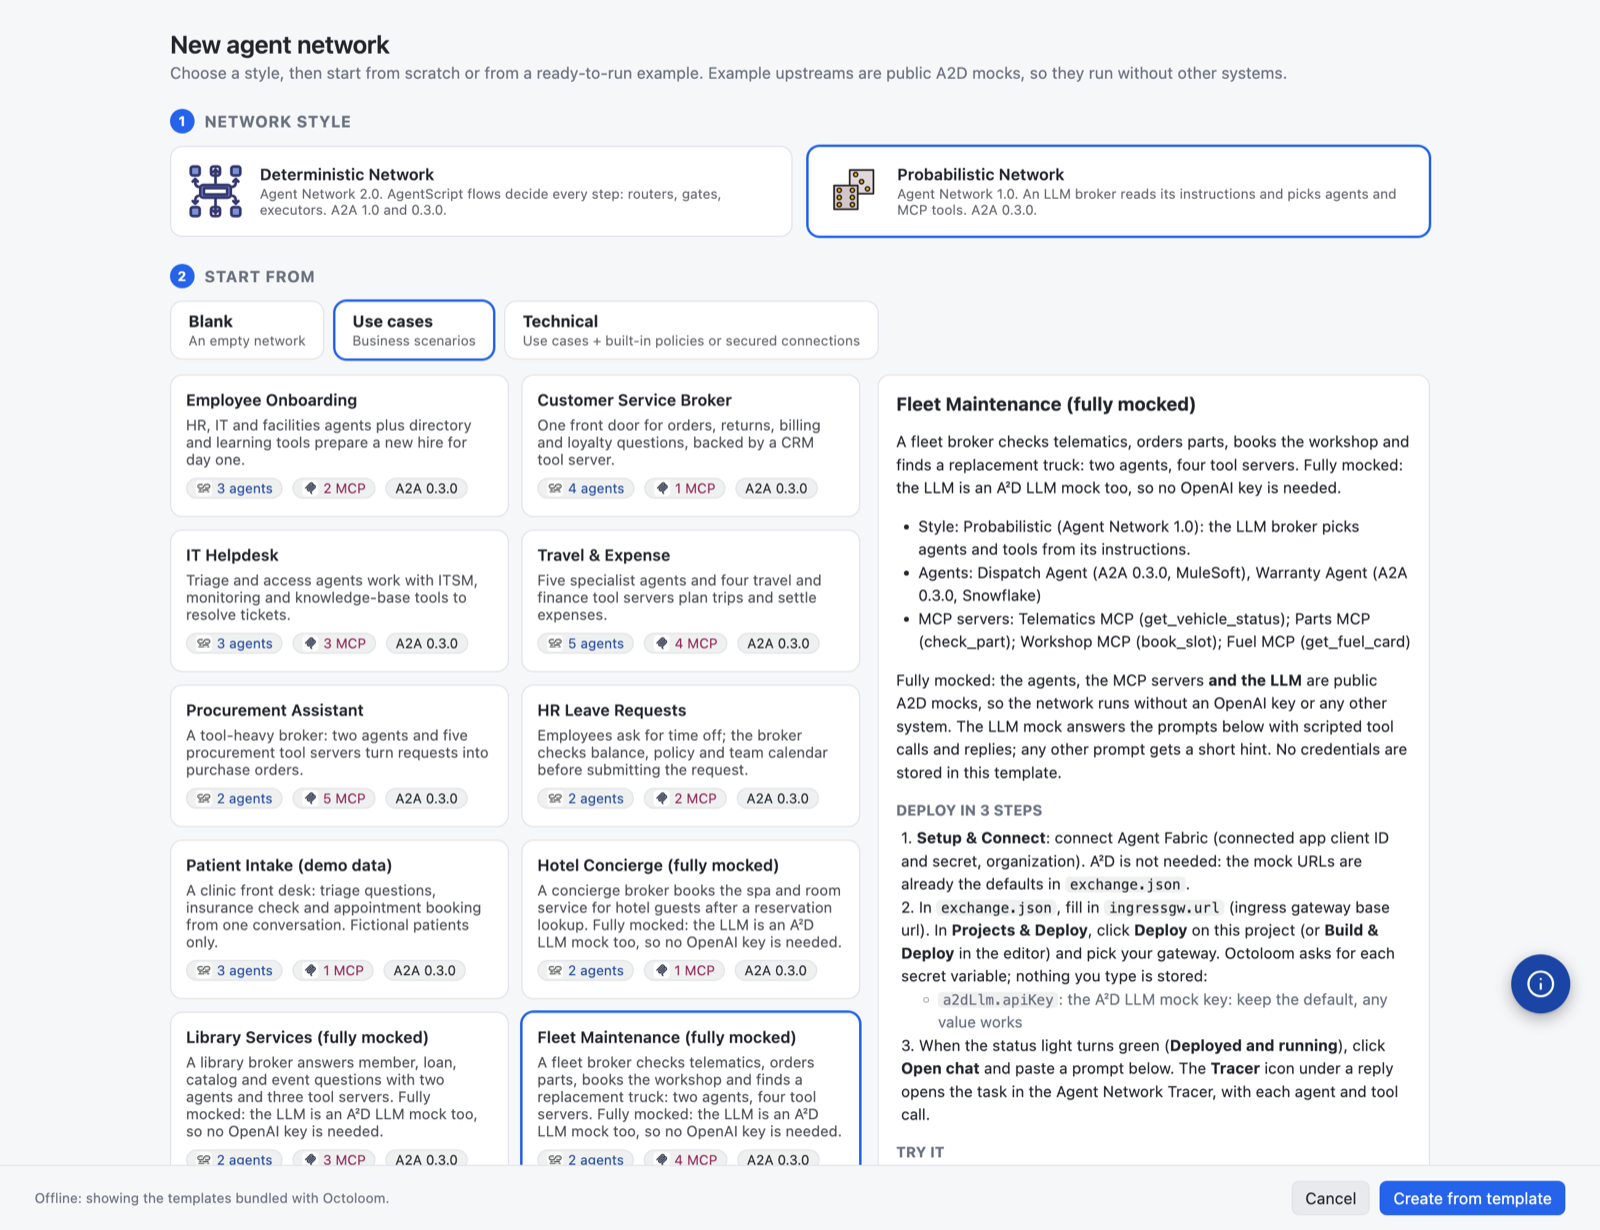 New agent network
Choose a style, then start from scratch or from a ready-to-run example. Example upstreams are public A2D mocks, so they run without other systems.
1 NETWORK STYLE
Deterministic Network
Agent Network 2.0. AgentScript flows decide every step: routers, gates,
executors. A2A 1.0 and 0.3.0.
Probabilistic Network
Agent Network 1.0. An LLM broker reads its instructions and picks agents and
MCP tools. A2A 0.3.0.
2 START FROM
Blank
An empty network
Use cases
Business scenarios
Technical
Use cases + built-in policies or secured connections
Employee Onboarding
HR, IT and facilities agents plus directory
and learning tools prepare a new hire for
day one.
3 agents 2 MCP A2A 0.3.0
Customer Service Broker
One front door for orders, returns, billing
and loyalty questions, backed by a CRM
tool server.
4 agents 1 MCP A2A 0.3.0
IT Helpdesk
Triage and access agents work with ITSM,
monitoring and knowledge-base tools to
resolve tickets.
3 agents 3 MCP A2A 0.3.0
Travel & Expense
Five specialist agents and four travel and
finance tool servers plan trips and settle
expenses.
5 agents 4 MCP A2A 0.3.0
Procurement Assistant
A tool-heavy broker: two agents and five
procurement tool servers turn requests into
purchase orders.
2 agents 5 MCP A2A 0.3.0
HR Leave Requests
Employees ask for time off; the broker
checks balance, policy and team calendar
before submitting the request.
2 agents 2 MCP A2A 0.3.0
Patient Intake (demo data)
A clinic front desk: triage questions,
insurance check and appointment booking
from one conversation. Fictional patients
only.
3 agents 1 MCP A2A 0.3.0
Hotel Concierge (fully mocked)
A concierge broker books the spa and room
service for hotel guests after a reservation
lookup. Fully mocked: the LLM is an A²D
LLM mock too, so no OpenAI key is needed.
2 agents 1 MCP A2A 0.3.0
Library Services (fully mocked)
A library broker answers member, loan,
catalog and event questions with two
agents and three tool servers. Fully
mocked: the LLM is an A²D LLM mock too,
so no OpenAI key is needed.
2 agents 3 MCP A2A 0.3.0
Fleet Maintenance (fully mocked)
A fleet broker checks telematics, orders
parts, books the workshop and finds a
replacement truck: two agents, four tool
servers. Fully mocked: the LLM is an A²D
LLM mock too, so no OpenAI key is needed.
2 agents 4 MCP A2A 0.3.0
Fleet Maintenance (fully mocked)
A fleet broker checks telematics, orders parts, books the workshop and
finds a replacement truck: two agents, four tool servers. Fully mocked:
the LLM is an A²D LLM mock too, so no OpenAI key is needed.
• Style: Probabilistic (Agent Network 1.0): the LLM broker picks
agents and tools from its instructions.
• Agents: Dispatch Agent (A2A 0.3.0, MuleSoft), Warranty Agent (A2A
0.3.0, Snowflake)
• MCP servers: Telematics MCP (get_vehicle_status); Parts MCP
(check_part); Workshop MCP (book_slot); Fuel MCP (get_fuel_card)
Fully mocked: the agents, the MCP servers and the LLM are public
A2D mocks, so the network runs without an OpenAI key or any other
system. The LLM mock answers the prompts below with scripted tool
calls and replies; any other prompt gets a short hint. No credentials are
stored in this template.
DEPLOY IN 3 STEPS
1. Setup & Connect: connect Agent Fabric (connected app client ID
and secret, organization). A²D is not needed: the mock URLs are
already the defaults in exchange.json.
2. In exchange.json, fill in ingressgw.url (ingress gateway base
url). In Projects & Deploy, click Deploy on this project (or Build &
Deploy in the editor) and pick your gateway. Octoloom asks for each
secret variable; nothing you type is stored:
◦ a2dLlm.apiKey: the A²D LLM mock key: keep the default, any
value works
3. When the status light turns green (Deployed and running), click
Open chat and paste a prompt below. The Tracer icon under a reply
opens the task in the Agent Network Tracer, with each agent and tool
call.
TRY IT
Offline: showing the templates bundled with Octoloom.
Cancel
Create from template